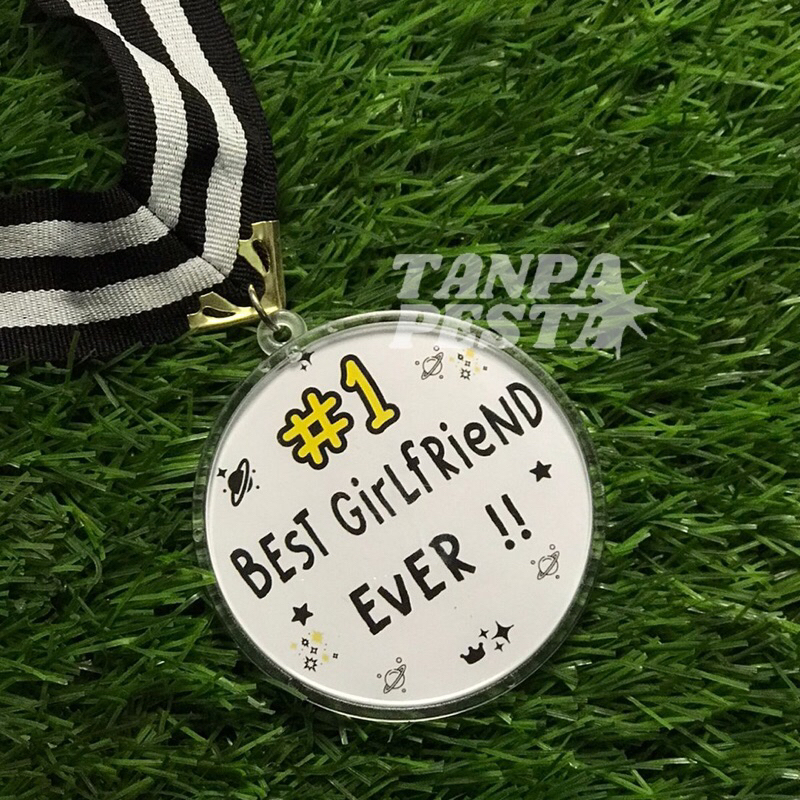 TANPA
PESTA
#1
BEST GirLfRieND
EVER !!